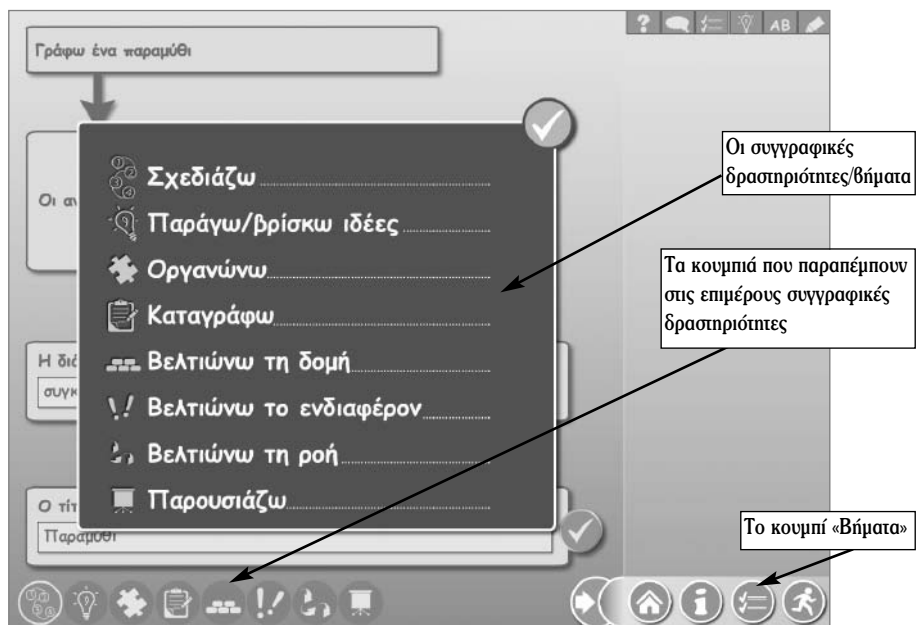 ? AB
Γράφω ένα παραμύθι
Οι συγγραφικές
δραστηριότητες/βήματα
Σχεδιάζω
Οι αν
Παράγω/βρίσκω ιδέες
Οργανώνω
Τα κουμπιά που παραπέμπουν
στις επιμέρους συγγραφικές
δραστηριότητες
Καταγράφω
Η διά
Βελτιώνω τη δομή
συγκ
Βελτιώνω το ενδιαφέρον
Βελτιώνω τη ροή
Ο τίτ
Παρουσιάζω
Παραμύθι
Το κουμπί «Βήματα»